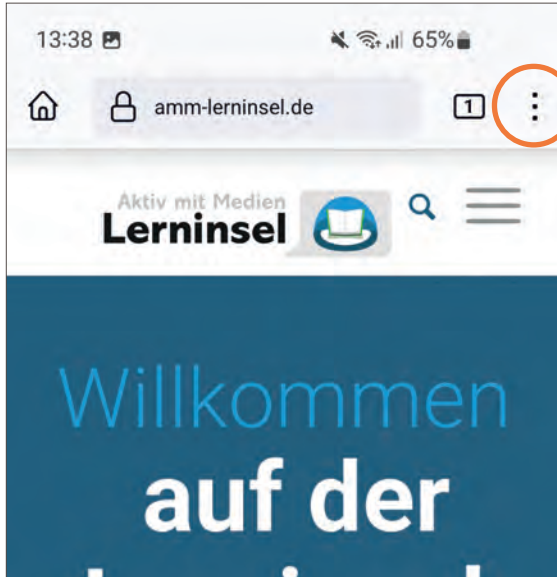 13:38 65%
amm-lerninsel.de 1
Aktiv mit Medien
Lerninsel
Willkommen
auf der